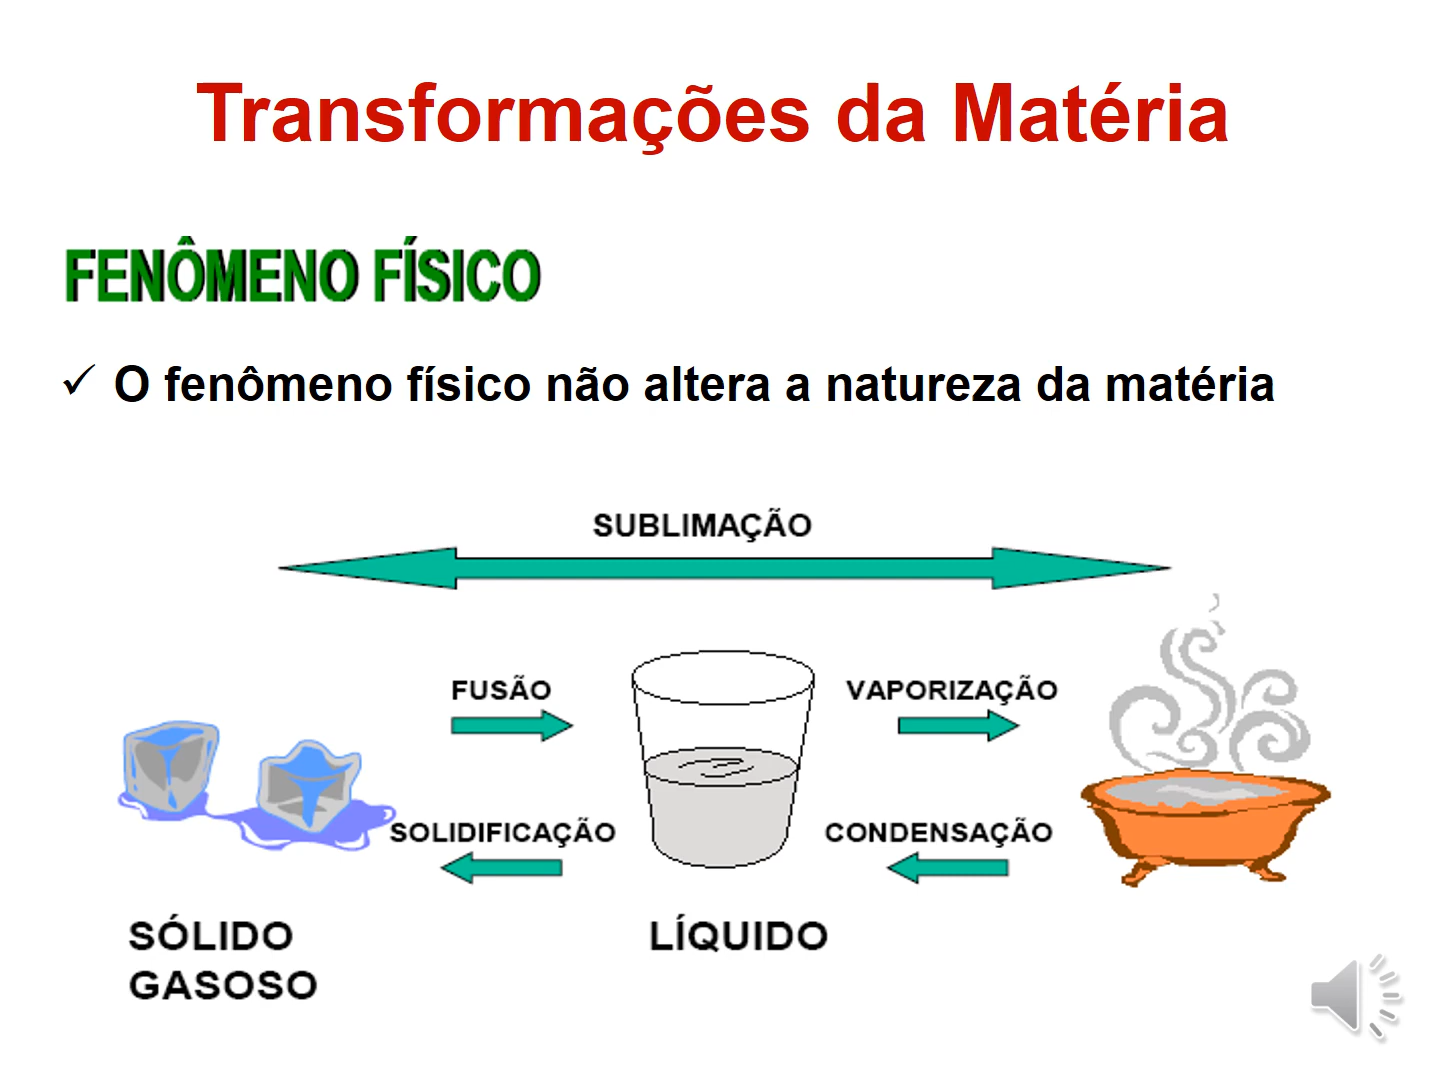 Transformações da Matéria
FENÔMENO FÍSICO
✓ O fenômeno físico não altera a natureza da matéria
SUBLIMAÇÃO
FUSÃO
VAPORIZAÇÃO
SOLIDIFICAÇÃO
CONDENSAÇÃO
SÓLIDO
LÍQUIDO
GASOSO